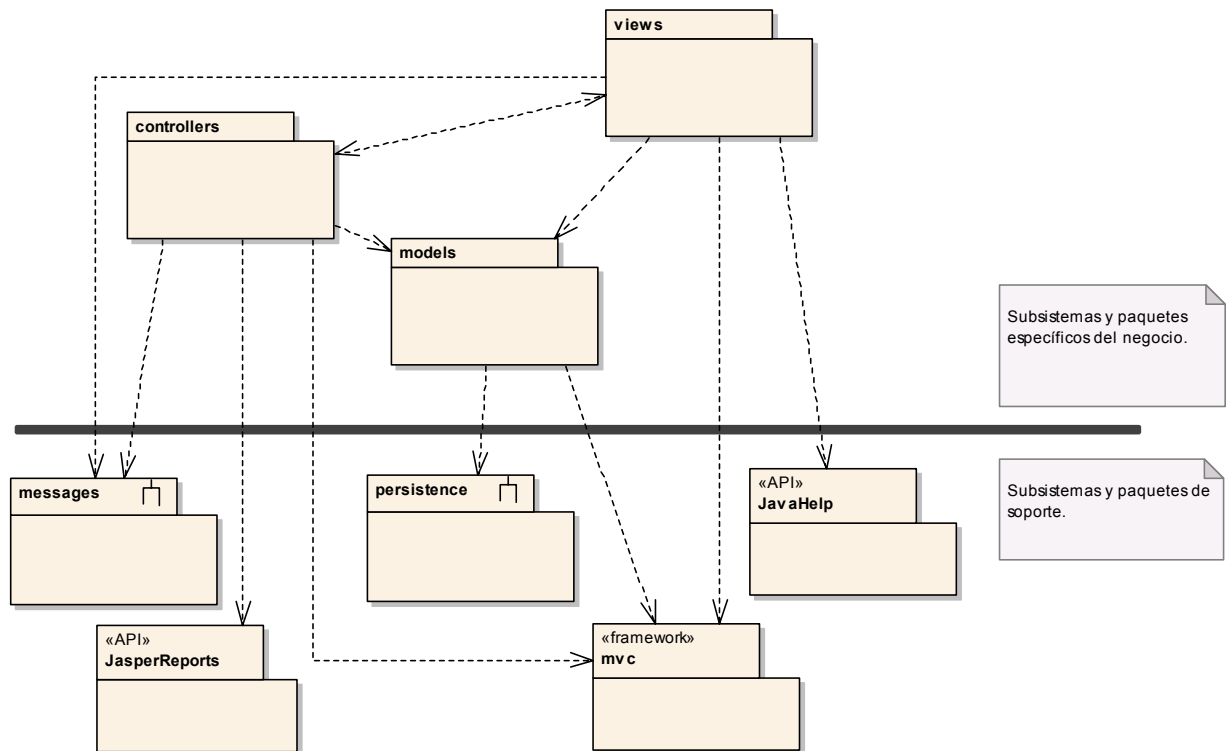 views
controllers
models
Subsistemas y paquetes
específicos del negocio.
messages
persistence
«API»
JavaHelp
Subsistemas y paquetes de
soporte.
«API»
JasperReports
«framework»
mvc